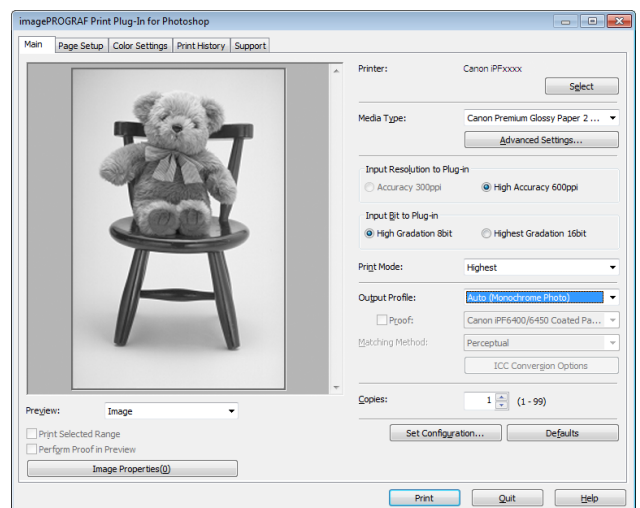 imagePROGRAF Print Plug-In for Photoshop
Main Page Setup Color Settings Print History Support
Printer: Canon iPFxxxx
Select
Media Type: Canon Premium Glossy Paper 2 ...
Advanced Settings...
Input Resolution to Plug-in
Accuracy 300ppi High Accuracy 600ppi
Input Bit to Plug-in
High Gradation 8bit Highest Gradation 16bit
Print Mode: Highest
Output Profile: Auto (Monochrome Photo)
Proof: Canon iPF6400/6450 Coated Pa...
Matching Method: Perceptual
ICC Conversion Options
Copies: 1 (1 - 99)
Preview: Image
Print Selected Range
Perform Proof in Preview
Image Properties(0)
Set Configuration... Defaults
Print Quit Help